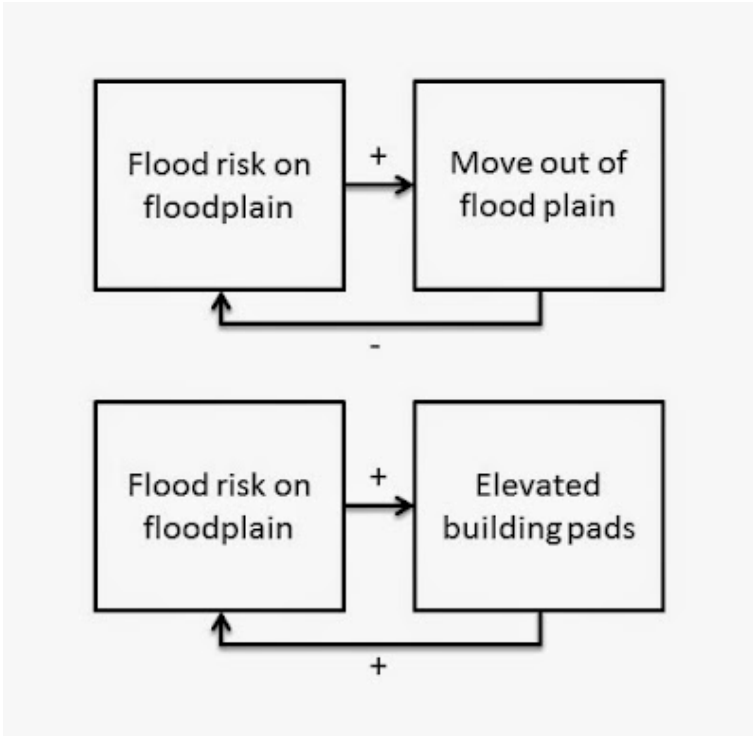 Flood risk on
floodplain
+
Move out of
flood plain
-
Flood risk on
floodplain
+
Elevated
building pads
+